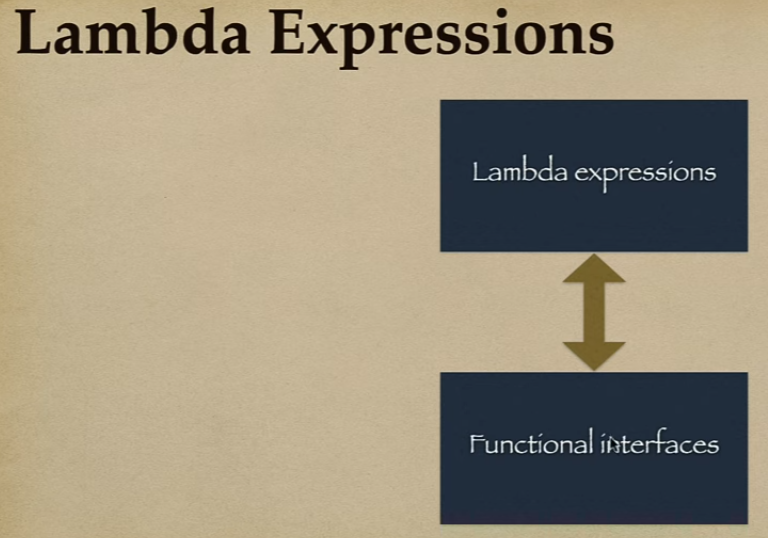 Lambda Expressions
Lambda expressions
Functional interfaces